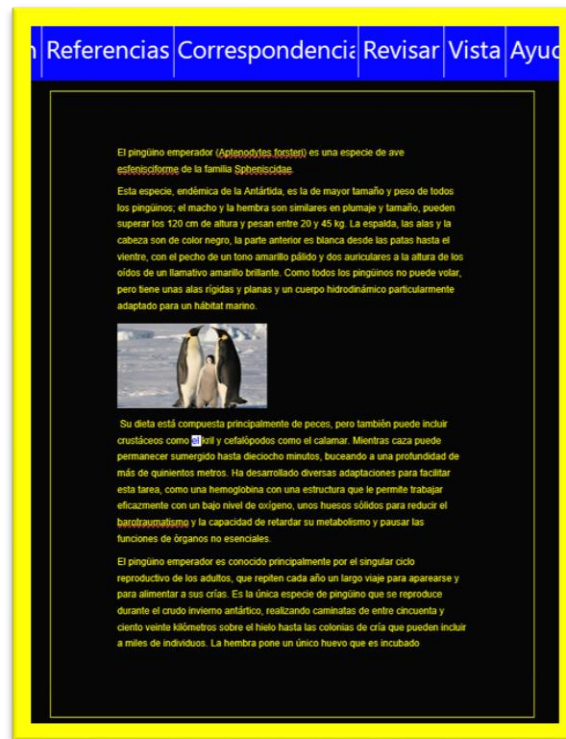 n Referencias Correspondencia Revisar Vista Ayud
El pingüino emperador (Aptenodytes forsteri) es una especie de ave
esfenisciforme de la familia Spheniscidae.
Esta especie, endémica de la Antártida, es la de mayor tamaño y peso de todos
los pingüinos; el macho y la hembra son similares en plumaje y tamaño, pueden
superar los 120 cm de altura y pesan entre 20 y 45 kg. La espalda, las alas y la
cabeza son de color negro, la parte anterior es blanca desde las patas hasta el
vientre, con el pecho de un tono amarillo pálido y dos auriculares a la altura de los
oídos de un llamativo amarillo brillante. Como todos los pingüinos no puede volar,
pero tiene unas alas rígidas y planas y un cuerpo hidrodinámico particularmente
adaptado para un hábitat marino.
Su dieta está compuesta principalmente de peces, pero también puede incluir
crustáceos como el kril y cefalópodos como el calamar. Mientras caza puede
permanecer sumergido hasta dieciocho minutos, buceando a una profundidad de
más de quinientos metros. Ha desarrollado diversas adaptaciones para facilitar
esta tarea, como una hemoglobina con una estructura que le permite trabajar
eficazmente con un bajo nivel de oxígeno, unos huesos sólidos para reducir el
barotraumatismo y la capacidad de retardar su metabolismo y pausar las
funciones de órganos no esenciales.
El pingüino emperador es conocido principalmente por el singular ciclo
reproductivo de los adultos, que repiten cada año un largo viaje para aparearse y
para alimentar a sus crías. Es la única especie de pingüino que se reproduce
durante el crudo invierno antártico, realizando caminatas de entre cincuenta y
ciento veinte kilómetros sobre el hielo hasta las colonias de cría que pueden incluir
a miles de individuos. La hembra pone un único huevo que es incubado